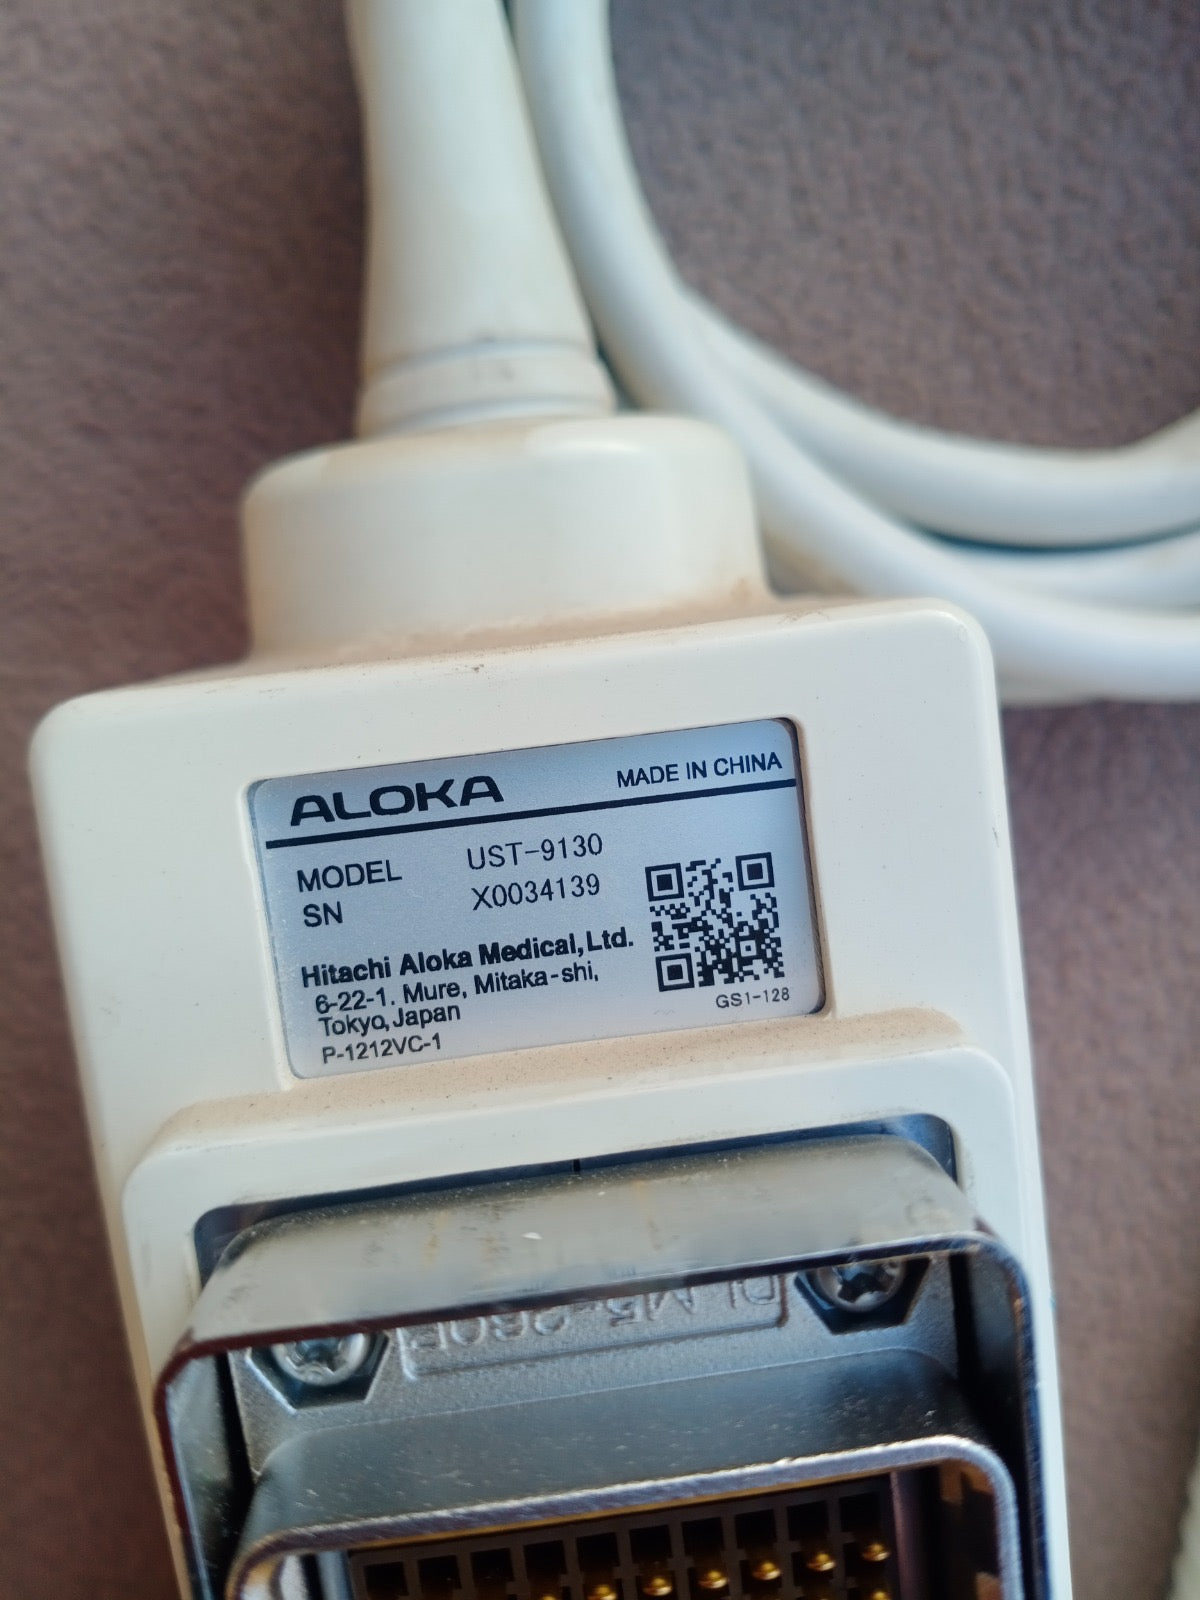 ALOKA MADE IN CHINA
MODEL UST-9130
SN X0034139
Hitachi Aloka Medical,Ltd.
6-22-1. Mure, Mitaka-shi,
Tokyo,Japan
P-1212VC-1
GS1-128